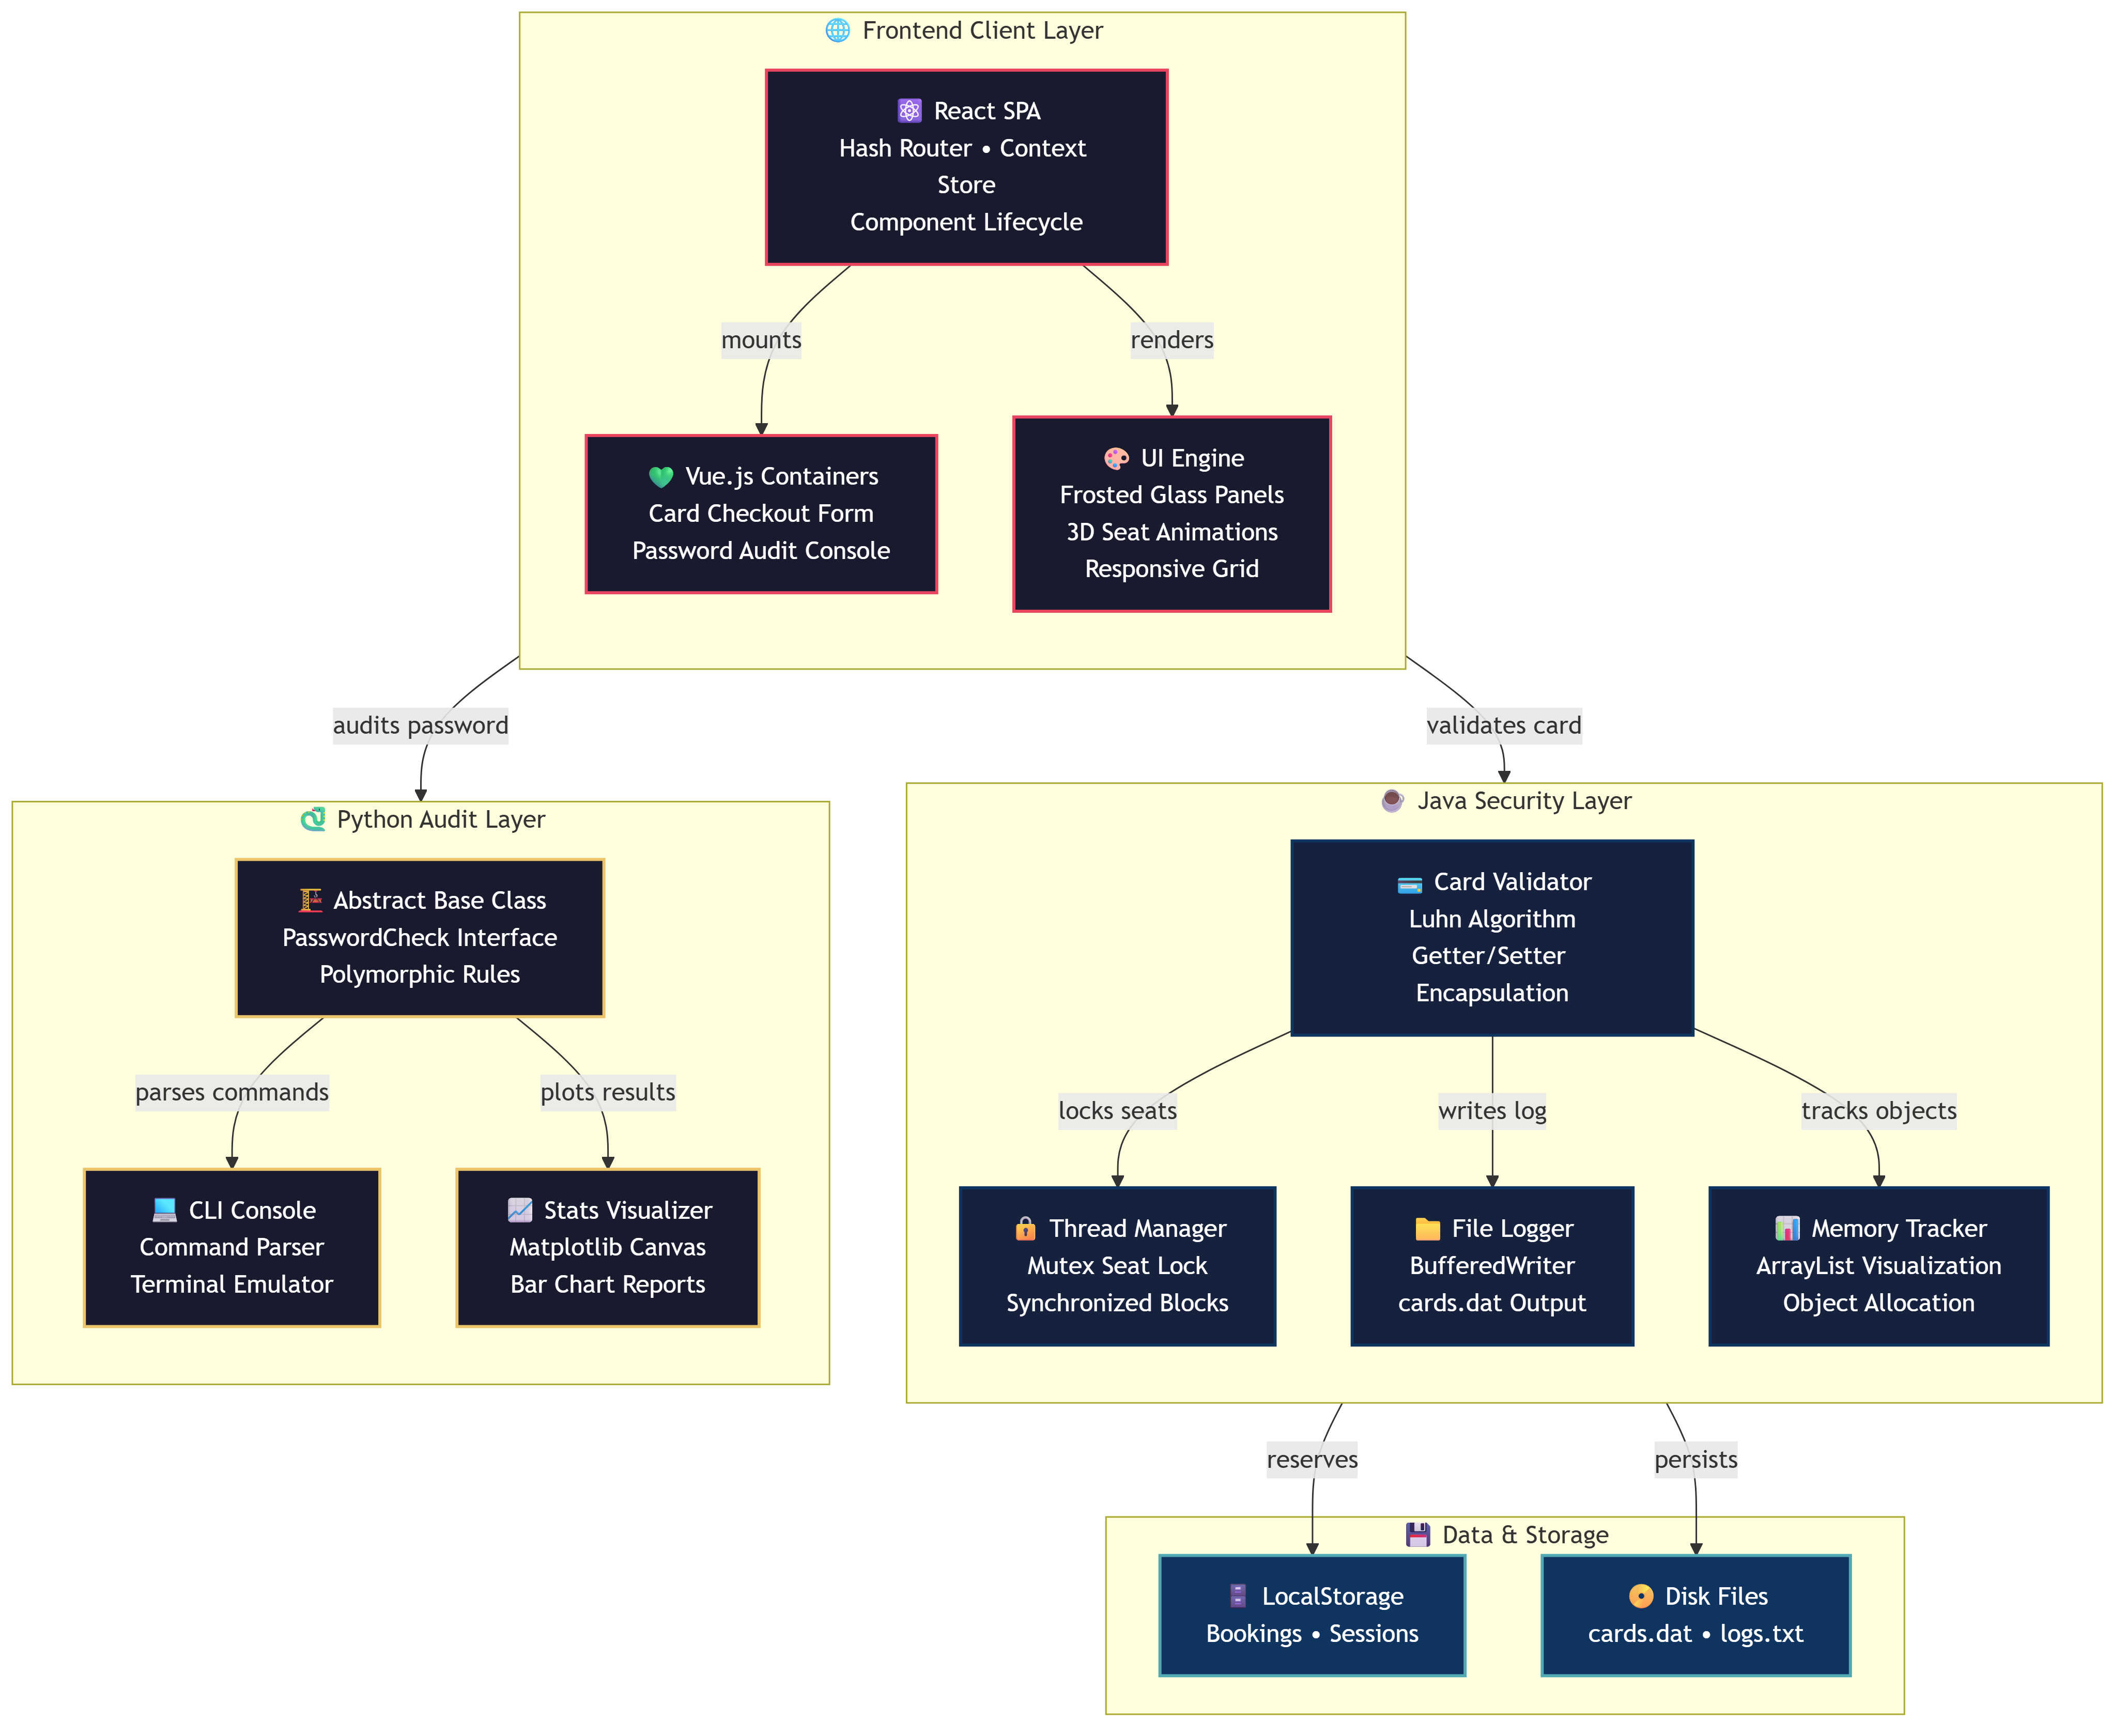 🌐 Frontend Client Layer
⚛️ React SPA
Hash Router • Context
Store
Component Lifecycle
mounts
renders
💚 Vue.js Containers
Card Checkout Form
Password Audit Console
🎨 UI Engine
Frosted Glass Panels
3D Seat Animations
Responsive Grid
audits password
validates card
🐍 Python Audit Layer
🏗️ Abstract Base Class
PasswordCheck Interface
Polymorphic Rules
parses commands
plots results
💻 CLI Console
Command Parser
Terminal Emulator
📈 Stats Visualizer
Matplotlib Canvas
Bar Chart Reports
☕ Java Security Layer
💳 Card Validator
Luhn Algorithm
Getter/Setter
Encapsulation
locks seats
writes log
tracks objects
🔒 Thread Manager
Mutex Seat Lock
Synchronized Blocks
📁 File Logger
BufferedWriter
cards.dat Output
📊 Memory Tracker
ArrayList Visualization
Object Allocation
reserves
persists
💾 Data & Storage
🗄️ LocalStorage
Bookings • Sessions
📀 Disk Files
cards.dat • logs.txt